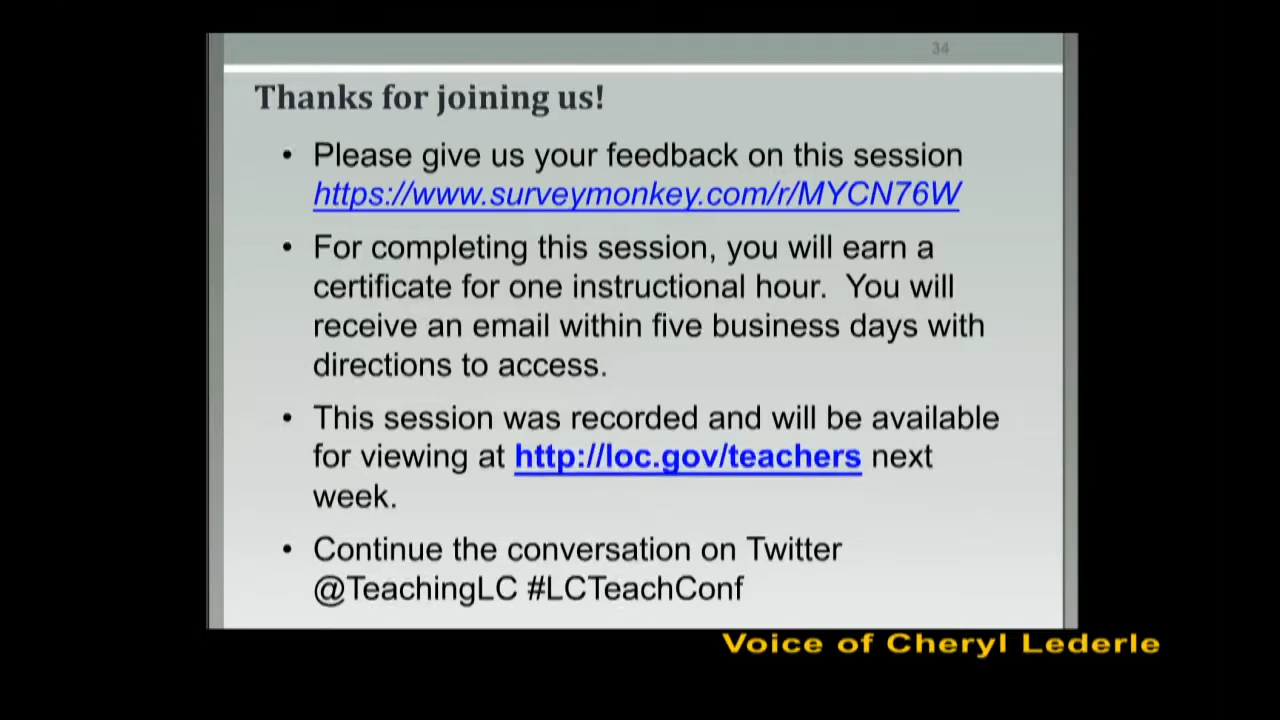 34
Thanks for joining us!
• Please give us your feedback on this session
https://www.surveymonkey.com/r/MYCN76W
• For completing this session, you will earn a
certificate for one instructional hour.  You will
receive an email within five business days with
directions to access.
• This session was recorded and will be available
for viewing at http://loc.gov/teachers next
week.
• Continue the conversation on Twitter
@TeachingLC #LCTeachConf
Voice of Cheryl Lederle